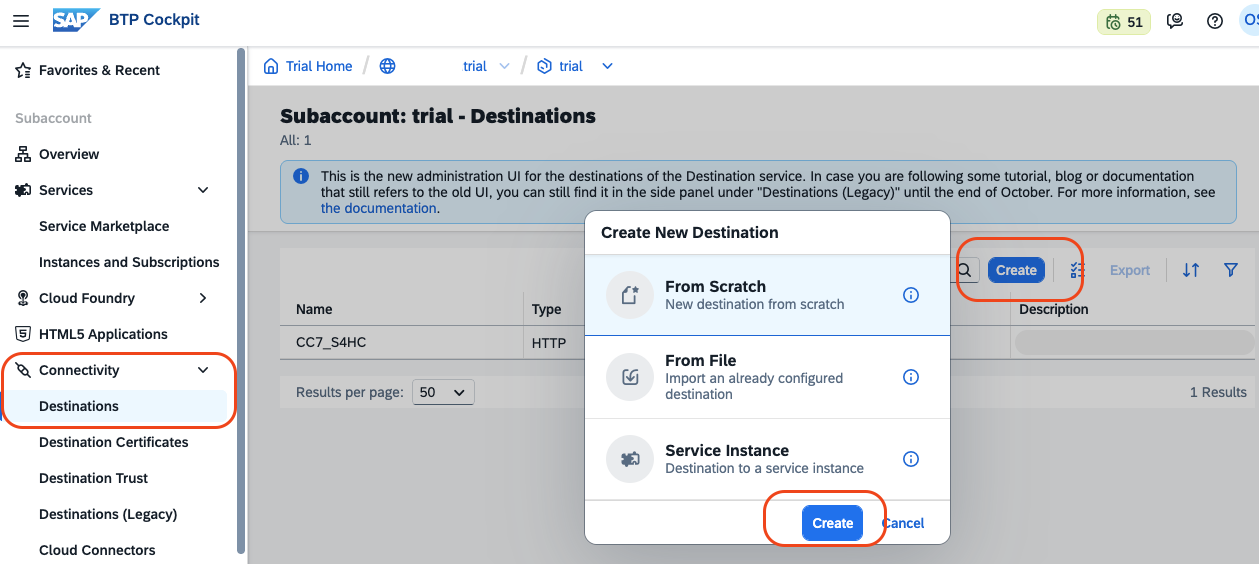 SAP BTP Cockpit
51
OS
Favorites & Recent
Subaccount
Overview
Services
Service Marketplace
Instances and Subscriptions
Cloud Foundry
HTML5 Applications
Connectivity
Destinations
Destination Certificates
Destination Trust
Destinations (Legacy)
Cloud Connectors
Trial Home / trial / trial
Subaccount: trial - Destinations
All: 1
This is the new administration UI for the destinations of the Destination service. In case you are following some tutorial, blog or documentation
that still refers to the old UI, you can still find it in the side panel under "Destinations (Legacy)" until the end of October. For more information, see
the documentation.
Create
Export
Name Type Description
CC7_S4HC HTTP
Results per page: 50
1 Results
Create New Destination
From Scratch
New destination from scratch
From File
Import an already configured
destination
Service Instance
Destination to a service instance
Create Cancel